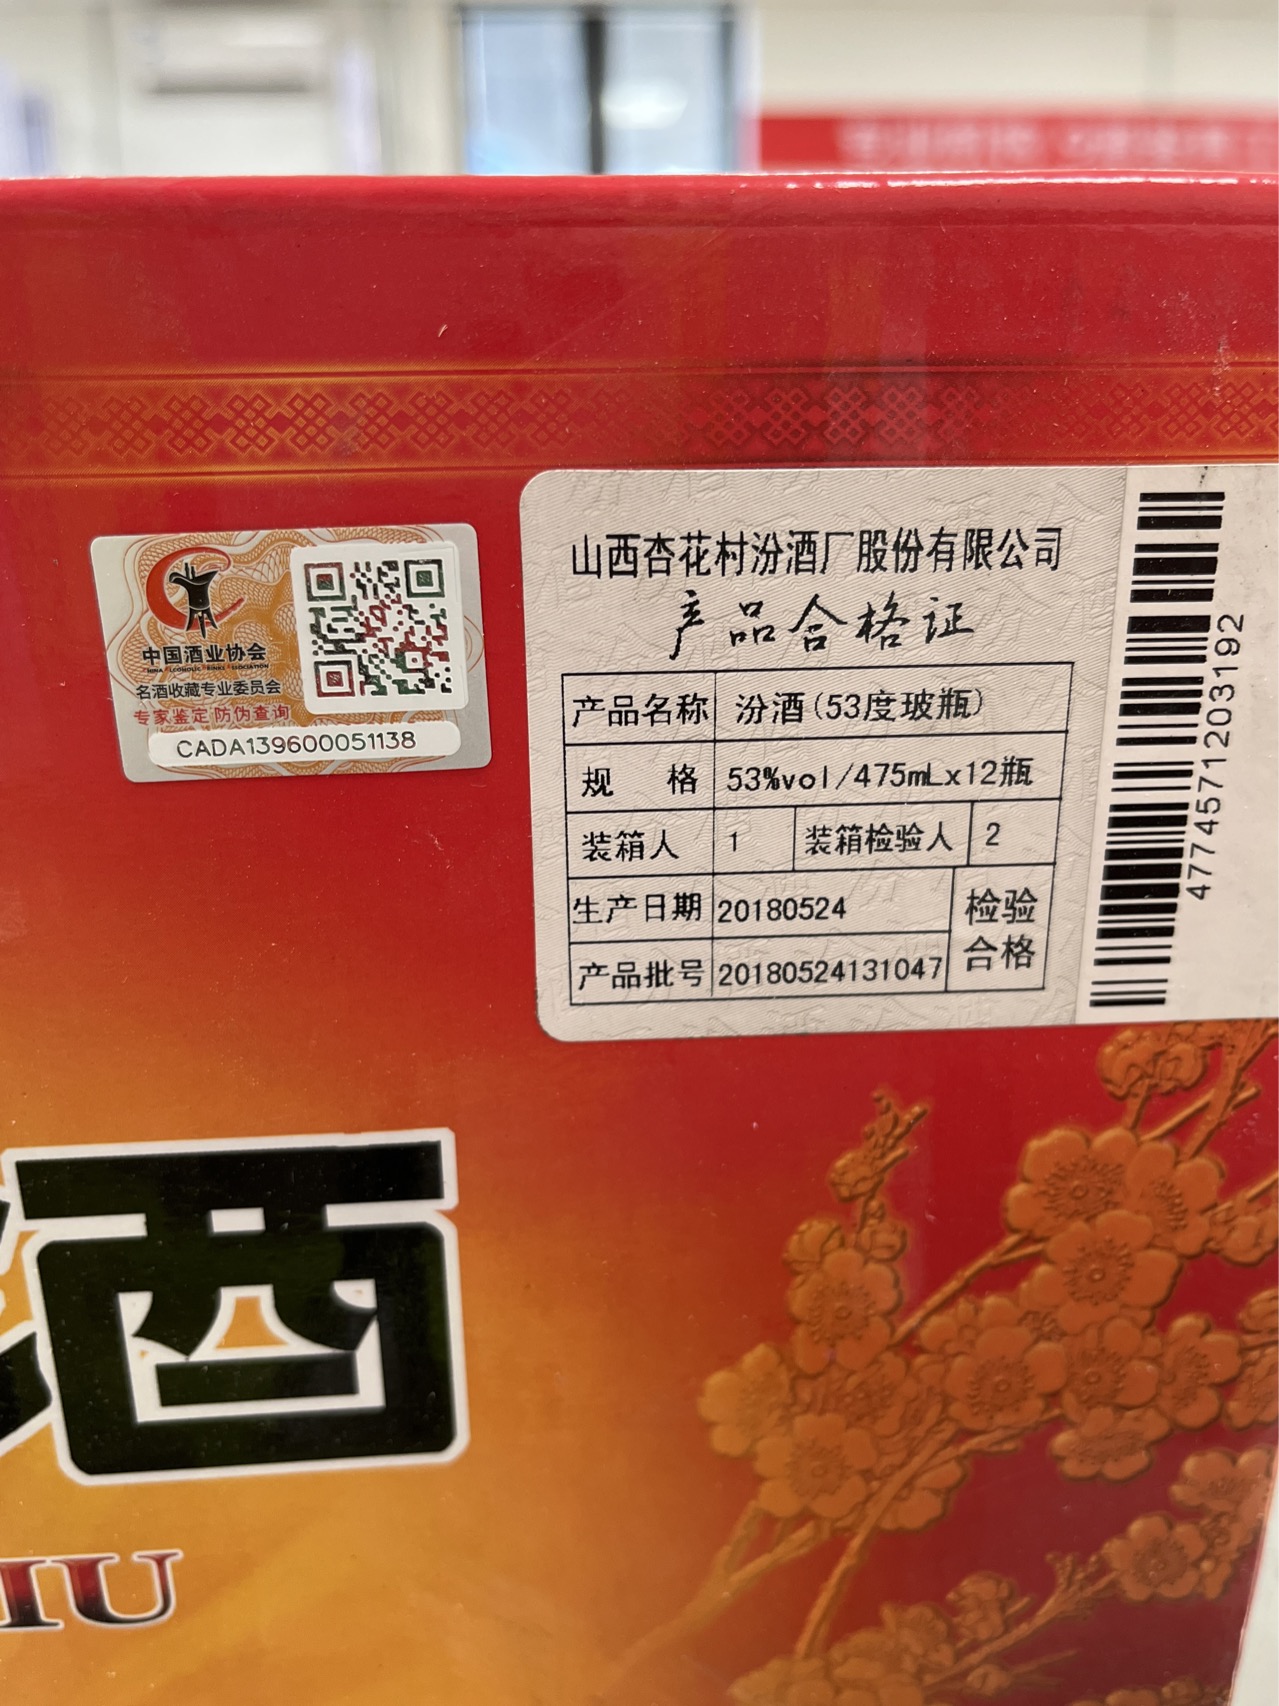 中国酒业协会
CHINA ALCOHOLIC DRINKS ASSOCIATION
名酒收藏专业委员会
专家鉴定 防伪查询
CADA139600051138
山西杏花村汾酒厂股份有限公司
产品合格证
产品名称 汾酒(53度玻瓶)
规 格 53%vol/475mLx12瓶
装箱人 1 装箱检验人 2
生产日期 20180524 检验
产品批号 20180524131047 合格
4774571203192
酒
IU